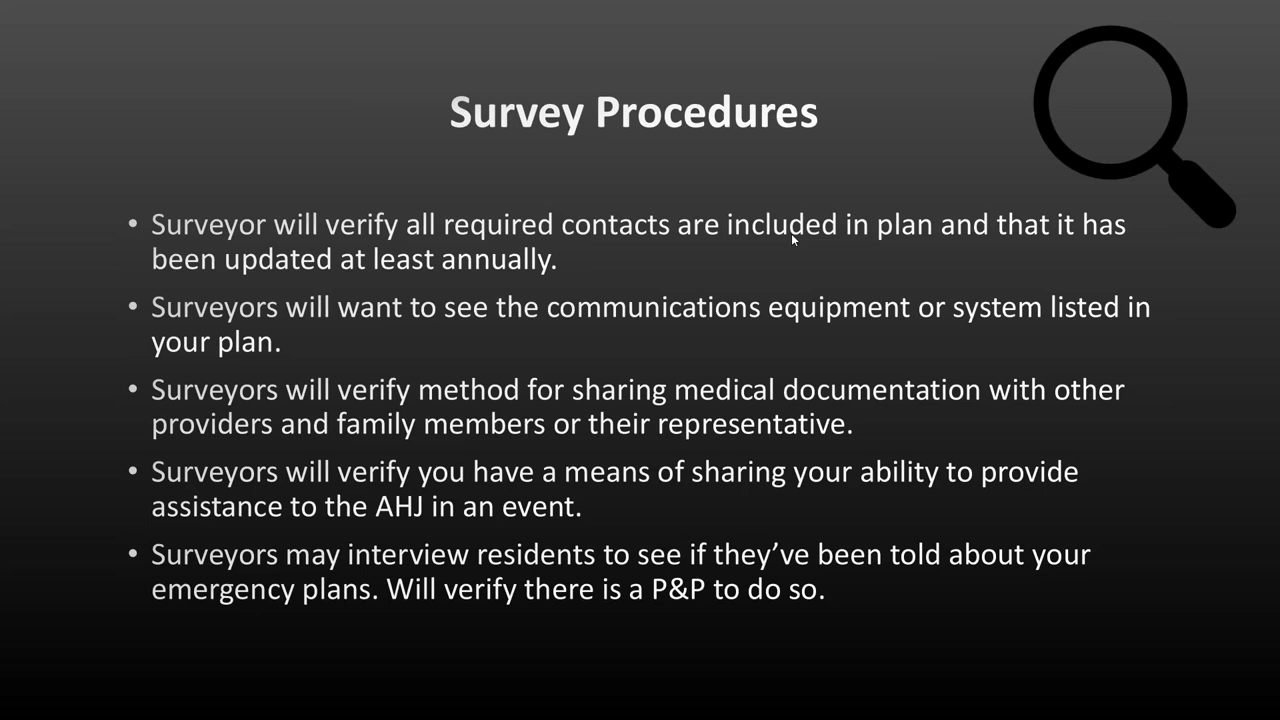 Survey Procedures
• Surveyor will verify all required contacts are included in plan and that it has
been updated at least annually.
• Surveyors will want to see the communications equipment or system listed in
your plan.
• Surveyors will verify method for sharing medical documentation with other
providers and family members or their representative.
• Surveyors will verify you have a means of sharing your ability to provide
assistance to the AHJ in an event.
• Surveyors may interview residents to see if they’ve been told about your
emergency plans. Will verify there is a P&P to do so.